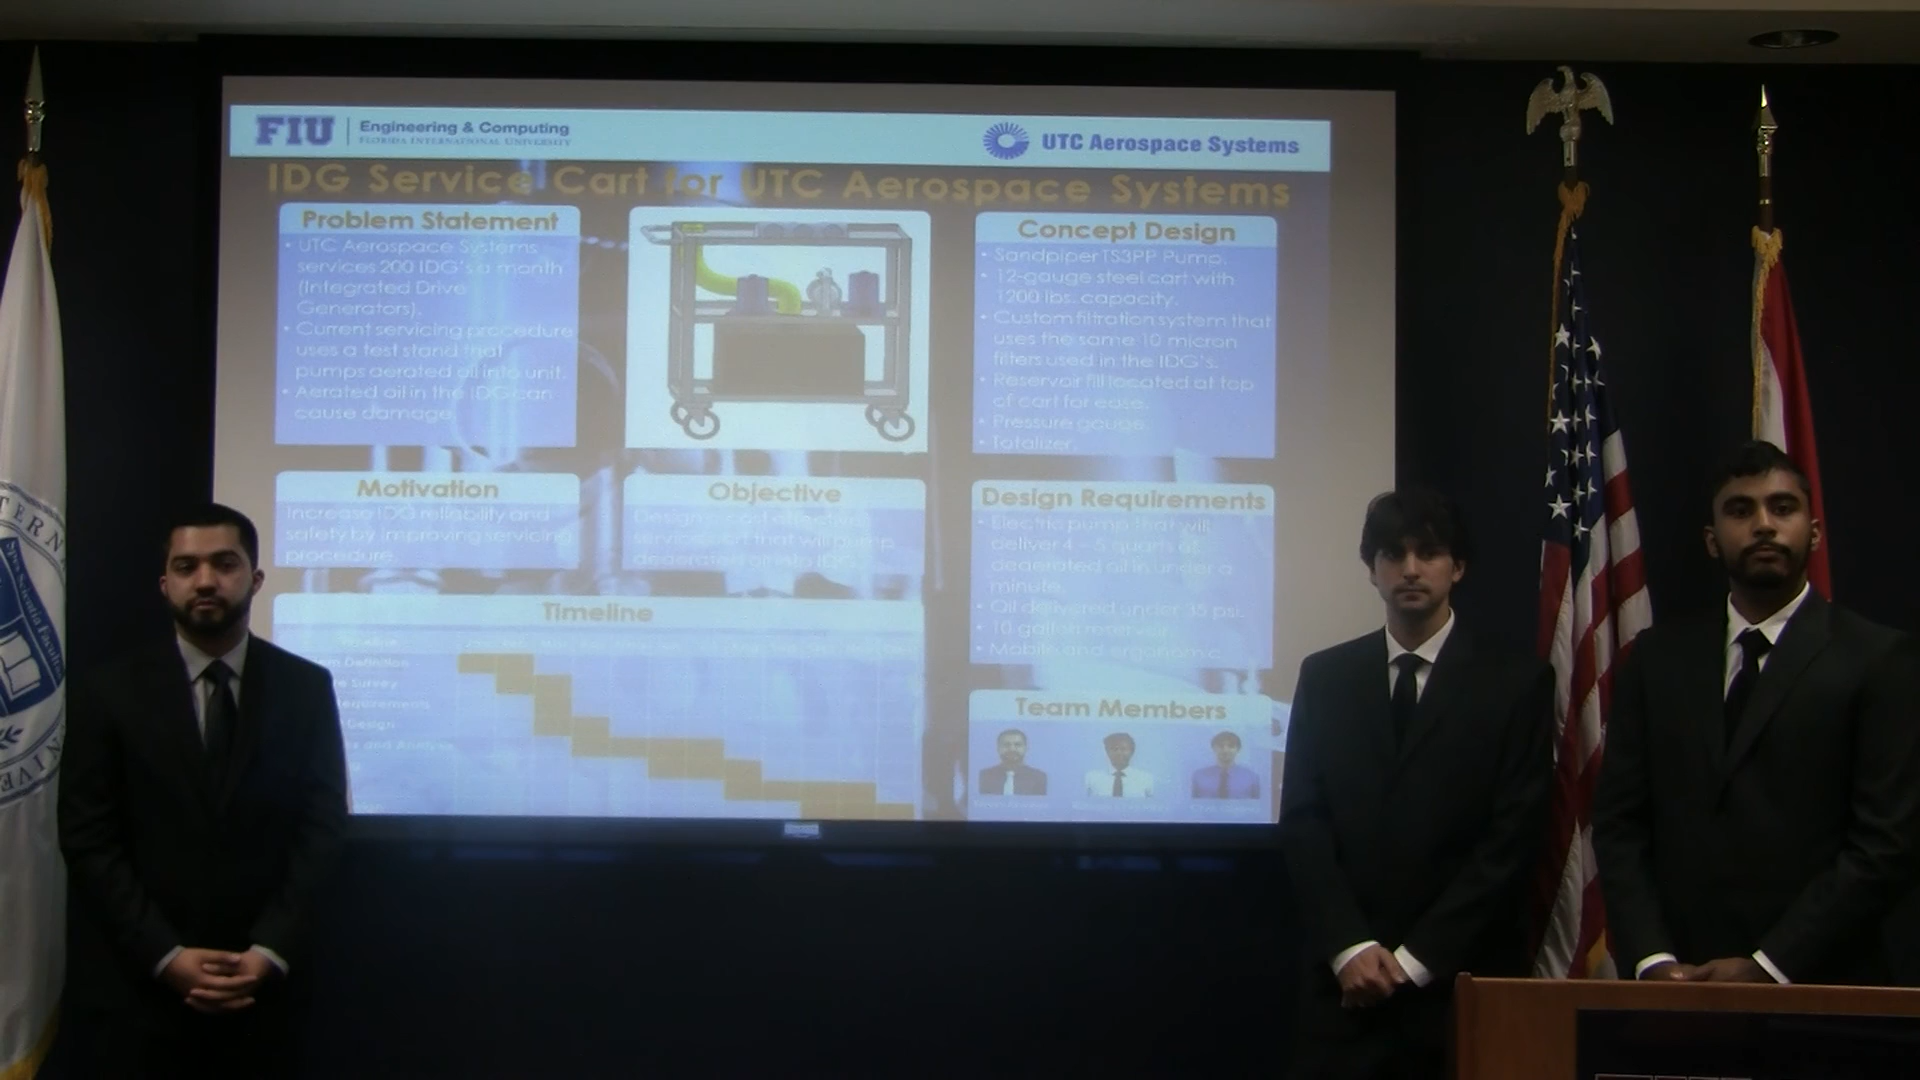 FIU
Engineering & Computing
FLORIDA INTERNATIONAL UNIVERSITY
UTC Aerospace Systems
IDG Service Cart for UTC Aerospace Systems
Problem Statement
• UTC Aerospace Systems
services 200 IDG's a month
(Integrated Drive
Generators).
• Current servicing procedure
uses a test stand that
pumps aerated oil into unit.
• Aerated oil in the IDG can
cause damage.
Concept Design
• Sandpiper TS3PP Pump.
• 12-gauge steel cart with
1200 lbs. capacity.
• Custom filtration system that
uses the same 10 micron
filters used in the IDG's.
• Reservoir fill located at top
of cart for ease.
• Pressure gauge.
• Totalizer.
Motivation
Increase IDG reliability and
safety by improving servicing
procedure.
Objective
Design a cost effective
service cart that will pump
deaerated oil into IDG.
Design Requirements
• Electric pump that will
deliver 4 – 5 quarts of
deaerated oil in under a
minute.
• Oil delivered under 35 psi.
• 10 gallon reservoir
• Mobile and ergonomic
Timeline
Definition
Survey
Requirements
Design
and Analysis
Team Members